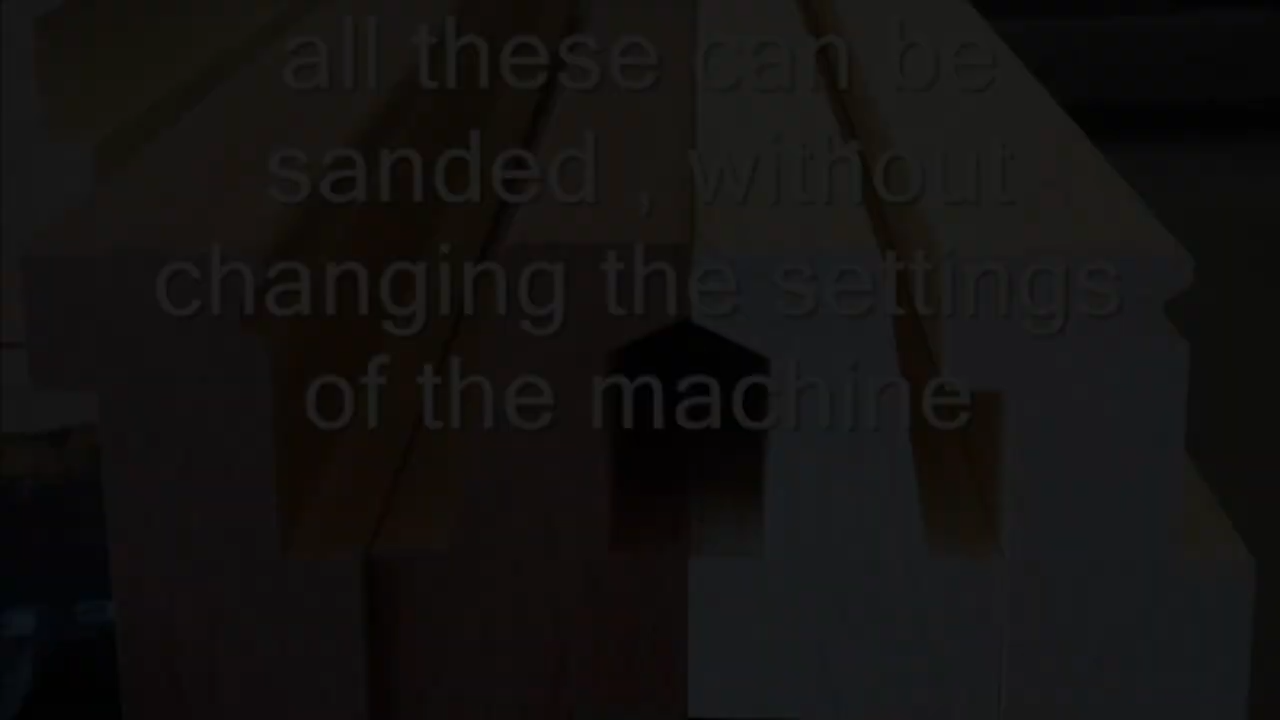 all these can be
sanded , without
changing the settings
of the machine